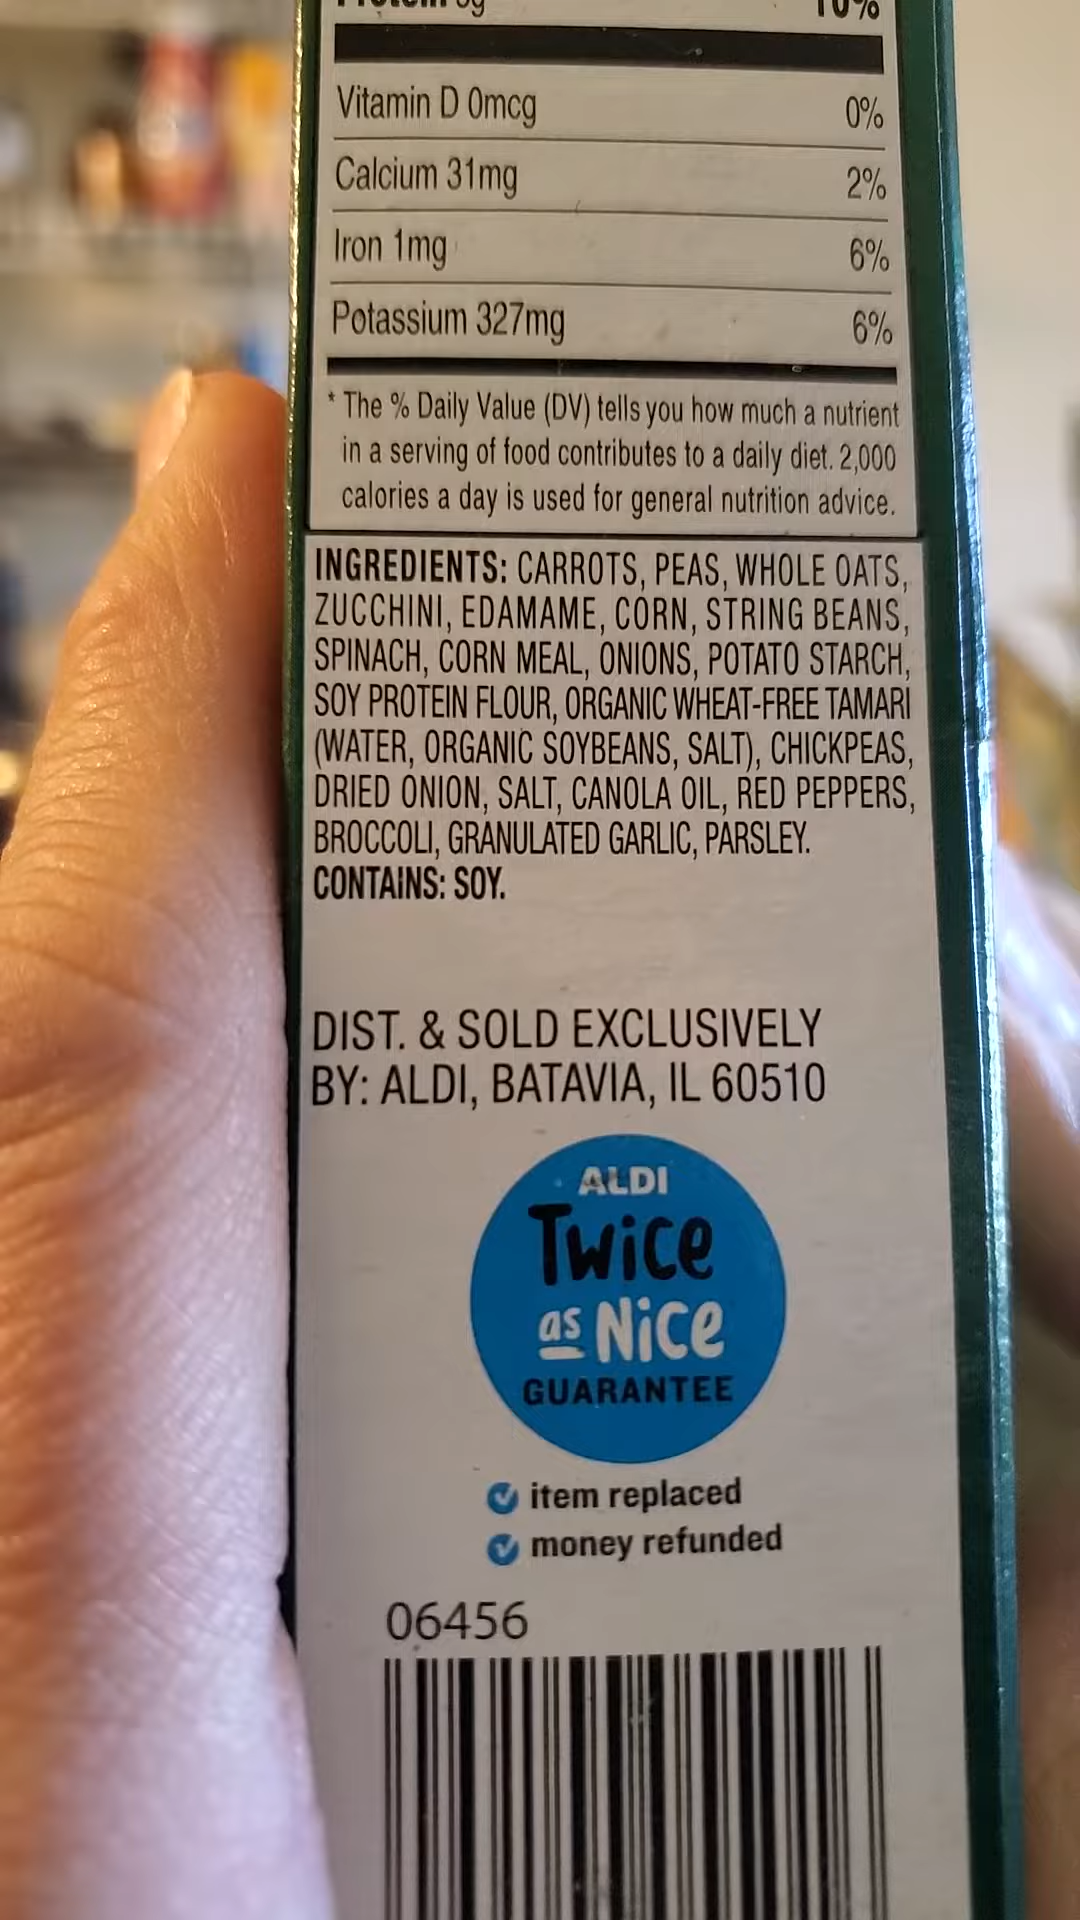 Protein
10%
Vitamin D 0mcg 0%
Calcium 31mg 2%
Iron 1mg 6%
Potassium 327mg 6%
* The % Daily Value (DV) tells you how much a nutrient
in a serving of food contributes to a daily diet. 2,000
calories a day is used for general nutrition advice.
INGREDIENTS: CARROTS, PEAS, WHOLE OATS,
ZUCCHINI, EDAMAME, CORN, STRING BEANS,
SPINACH, CORN MEAL, ONIONS, POTATO STARCH,
SOY PROTEIN FLOUR, ORGANIC WHEAT-FREE TAMARI
(WATER, ORGANIC SOYBEANS, SALT), CHICKPEAS,
DRIED ONION, SALT, CANOLA OIL, RED PEPPERS,
BROCCOLI, GRANULATED GARLIC, PARSLEY.
CONTAINS: SOY.
DIST. & SOLD EXCLUSIVELY
BY: ALDI, BATAVIA, IL 60510
ALDI
Twice
as Nice
GUARANTEE
item replaced
money refunded
06456